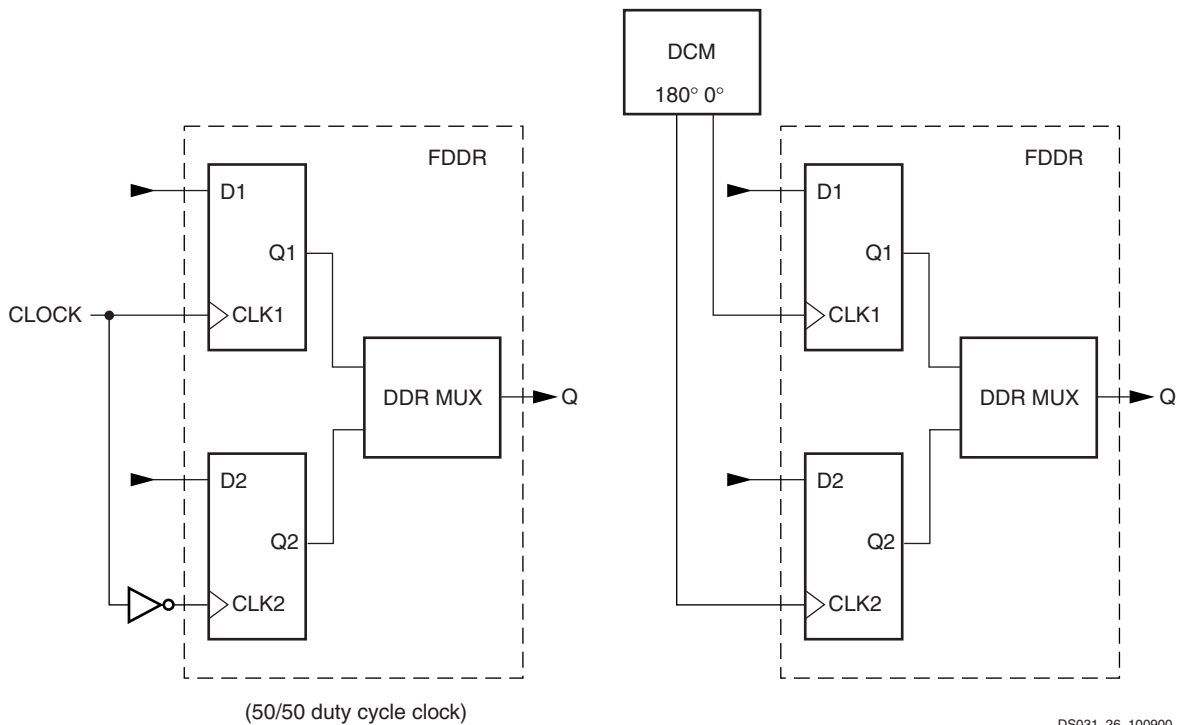 DCM
180° 0°
FDDR
D1
Q1
CLOCK
CLK1
DDR MUX
Q
D2
Q2
CLK2
(50/50 duty cycle clock)
FDDR
D1
Q1
CLK1
DDR MUX
Q
D2
Q2
CLK2
DS031_26_100900